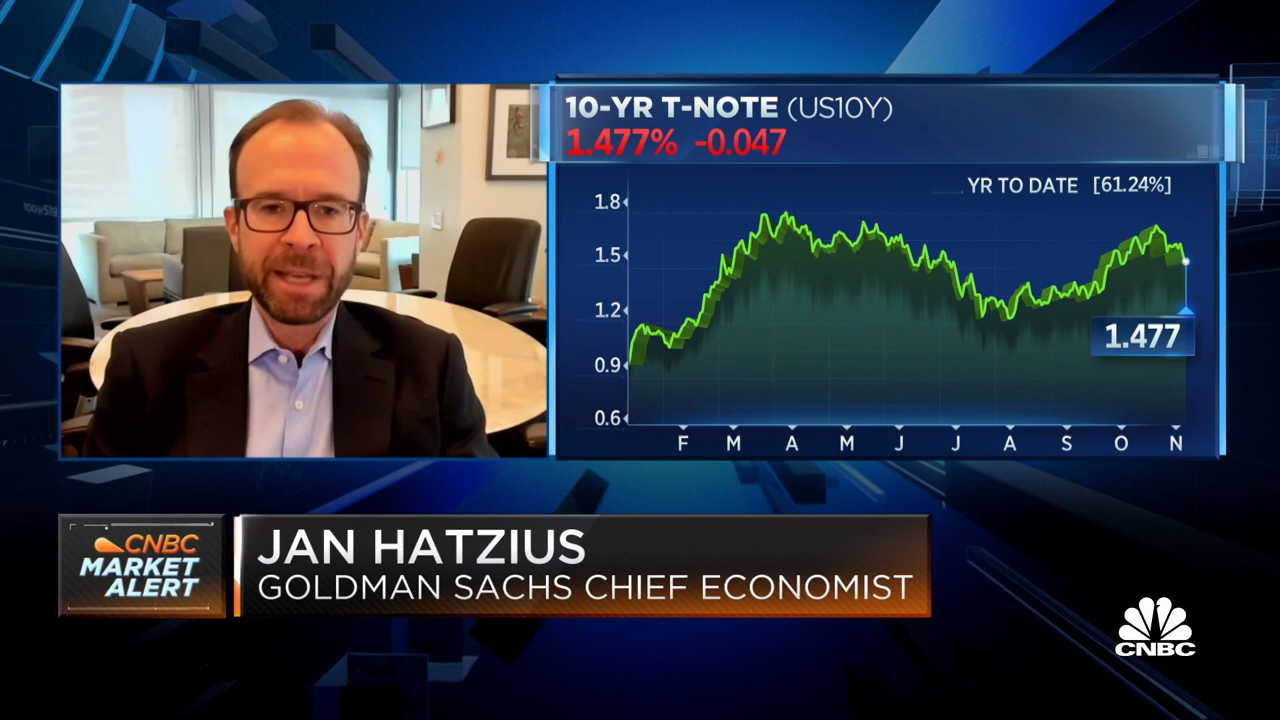 10-YR T-NOTE (US10Y)
1.477% -0.047
YR TO DATE [61.24%]
1.8
1.5
1.2
0.9
0.6
1.477
F M A M J J A S O N
CNBC
MARKET
ALERT
JAN HATZIUS
GOLDMAN SACHS CHIEF ECONOMIST
CNBC